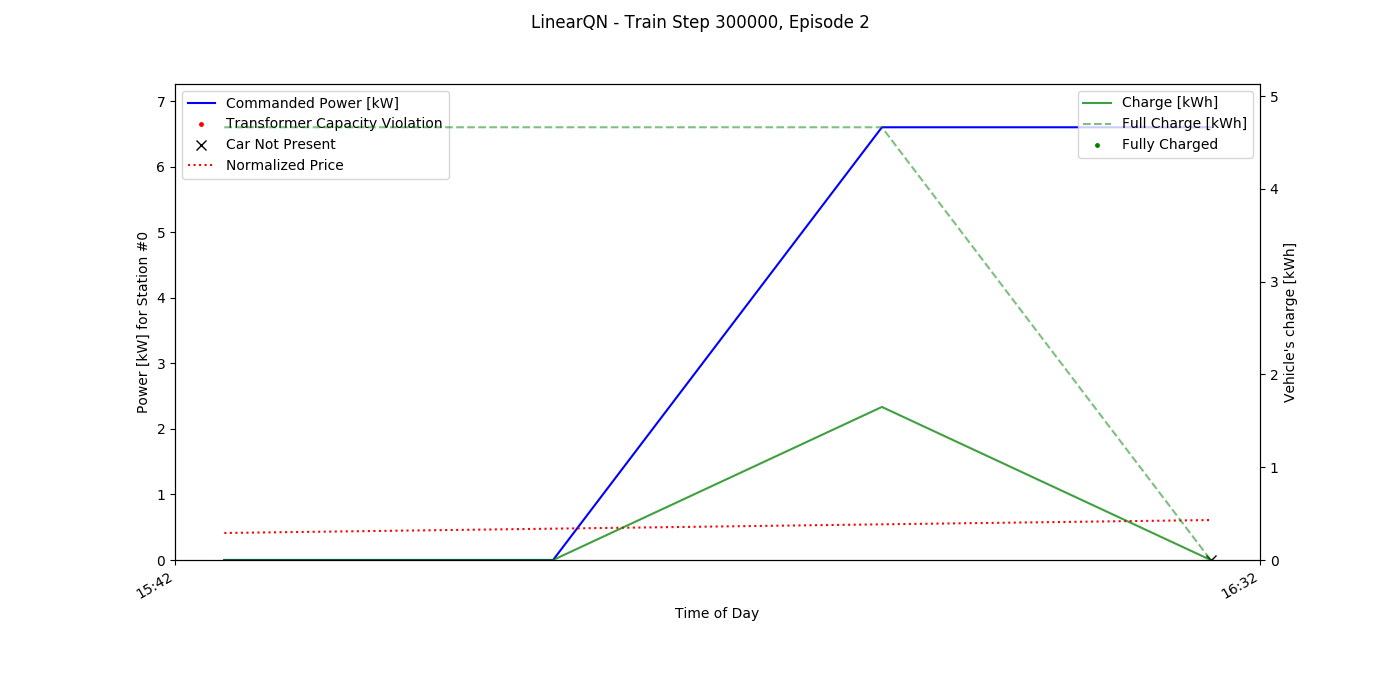 LinearQN - Train Step 300000, Episode 2
Commanded Power [kW]
Transformer Capacity Violation
Car Not Present
Normalized Price
Charge [kWh]
Full Charge [kWh]
Fully Charged
7
6
5
4
3
2
1
0
Power [kW] for Station #0
5
4
3
2
1
0
Vehicle's charge [kWh]
15:42
16:32
Time of Day